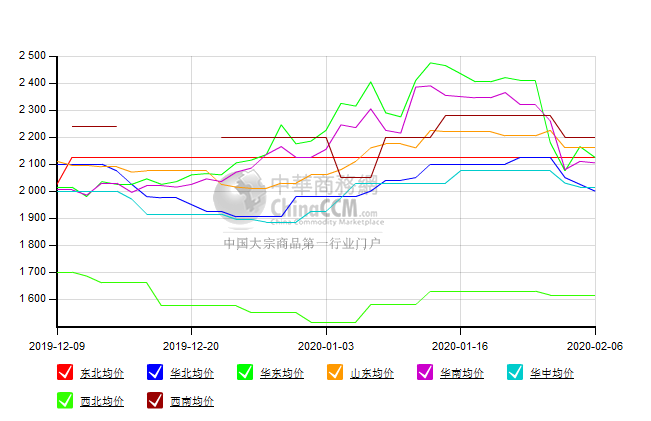 2 500
2 400
2 300
2 200
2 100
2 000
1 900
1 800
1 700
1 600
中华商务网
ChinaCCM.com
China Commodity Marketplace
中国大宗商品第一行业门户
2019-12-09 2019-12-20 2020-01-03 2020-01-16 2020-02-06
东北均价 华北均价 华东均价 山东均价 华南均价 华中均价
西北均价 西南均价